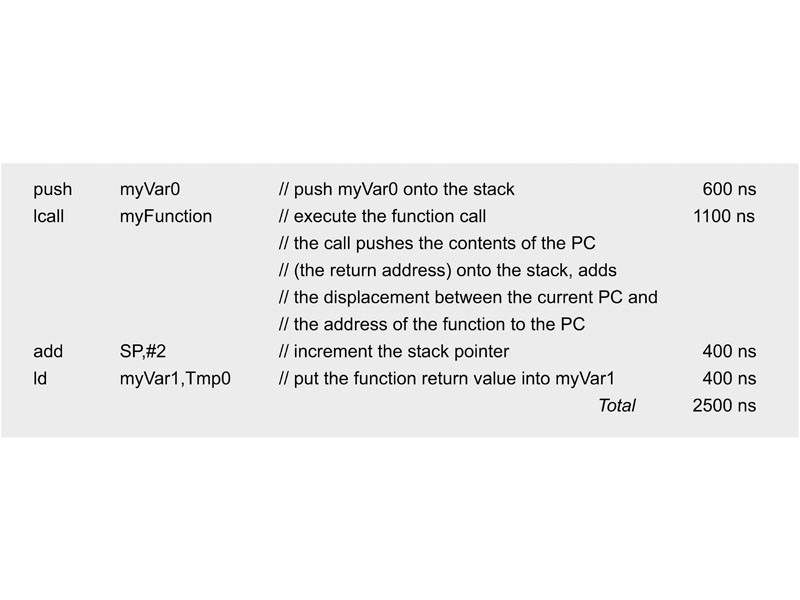 push myVar0 // push myVar0 onto the stack 600 ns
lcall myFunction // execute the function call 1100 ns
// the call pushes the contents of the PC
// (the return address) onto the stack, adds
// the displacement between the current PC and
// the address of the function to the PC
add SP,#2 // increment the stack pointer 400 ns
ld myVar1,Tmp0 // put the function return value into myVar1 400 ns
Total 2500 ns